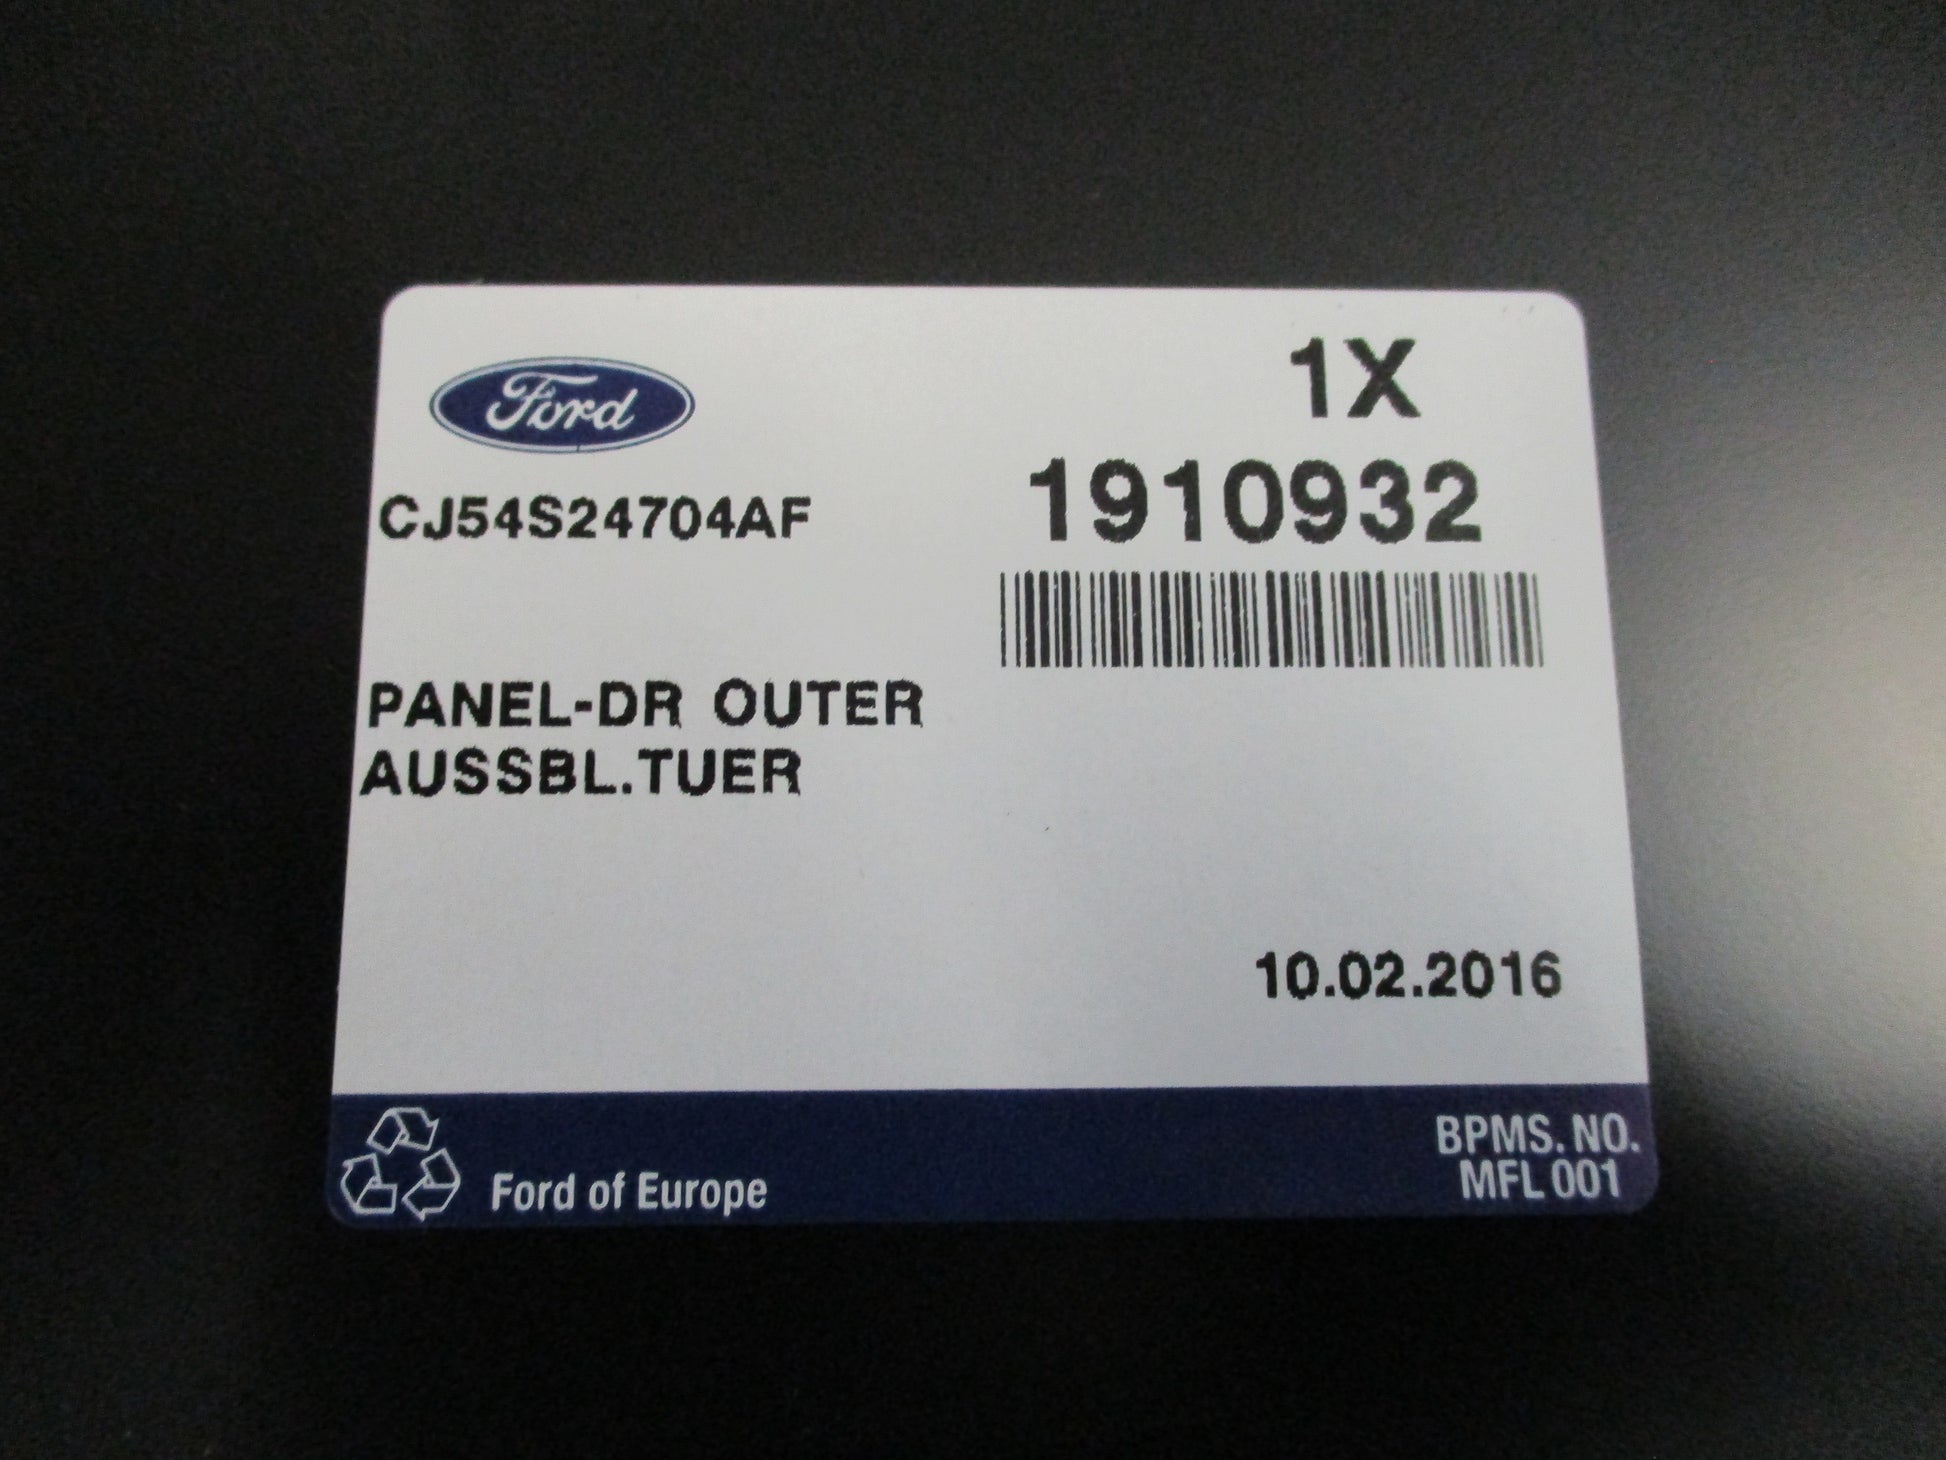 Ford
1X
CJ54S24704AF
1910932
PANEL-DR OUTER
AUSSBL.TUER
10.02.2016
Ford of Europe
BPMS. NO.
MFL 001